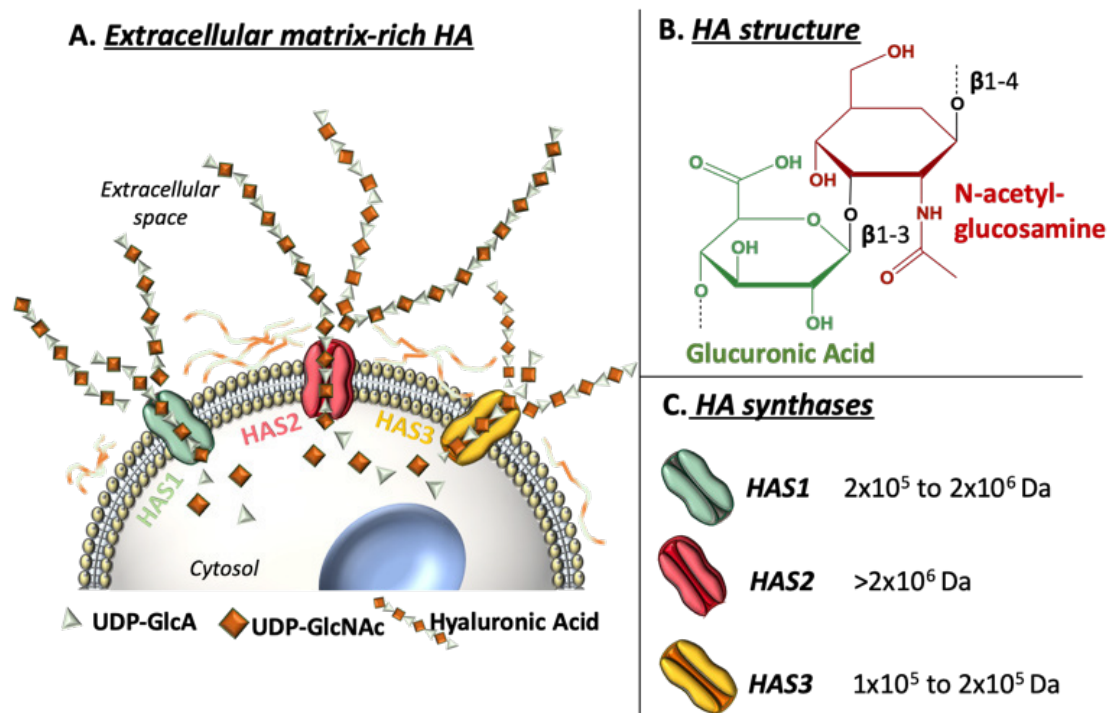 A. Extracellular matrix-rich HA
Extracellular
space
HAS1
HAS2
HAS3
Cytosol
UDP-GlcA
UDP-GlcNAc
Hyaluronic Acid
B. HA structure
OH
β1-4
O
O
OH
OH
O
O
NH
N-acetyl-
glucosamine
β1-3
OH
O
O
OH
Glucuronic Acid
C. HA synthases
HAS1 2x10⁵ to 2x10⁶ Da
HAS2 >2x10⁶ Da
HAS3 1x10⁵ to 2x10⁵ Da